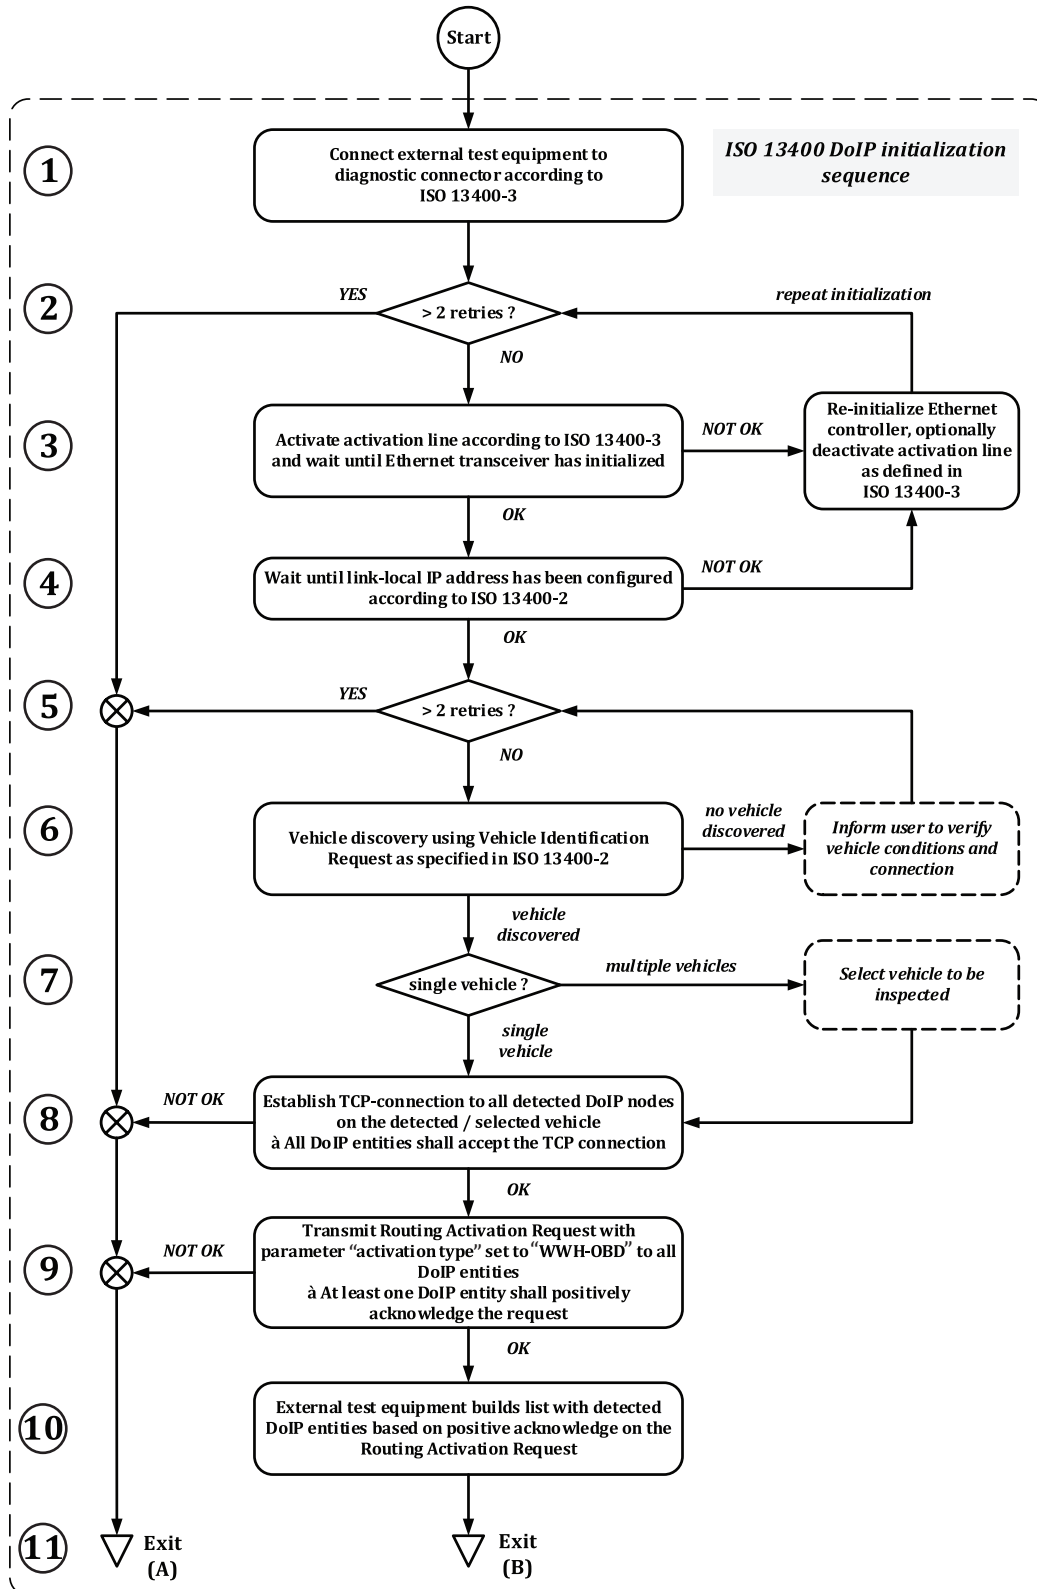 Start
1
Connect external test equipment to
diagnostic connector according to
ISO 13400-3
ISO 13400 DoIP initialization
sequence
2
YES
> 2 retries ?
repeat initialization
NO
3
Activate activation line according to ISO 13400-3
and wait until Ethernet transceiver has initialized
NOT OK
Re-initialize Ethernet
controller, optionally
deactivate activation line
as defined in
ISO 13400-3
OK
4
Wait until link-local IP address has been configured
according to ISO 13400-2
NOT OK
OK
5
YES
> 2 retries ?
NO
6
Vehicle discovery using Vehicle Identification
Request as specified in ISO 13400-2
no vehicle
discovered
Inform user to verify
vehicle conditions and
connection
vehicle
discovered
7
single vehicle ?
multiple vehicles
Select vehicle to be
inspected
single
vehicle
8
NOT OK
Establish TCP-connection to all detected DoIP nodes
on the detected / selected vehicle
à All DoIP entities shall accept the TCP connection
OK
9
NOT OK
Transmit Routing Activation Request with
parameter “activation type” set to “WWH-OBD” to all
DoIP entities
à At least one DoIP entity shall positively
acknowledge the request
OK
10
External test equipment builds list with detected
DoIP entities based on positive acknowledge on the
Routing Activation Request
11
Exit
(A)
Exit
(B)